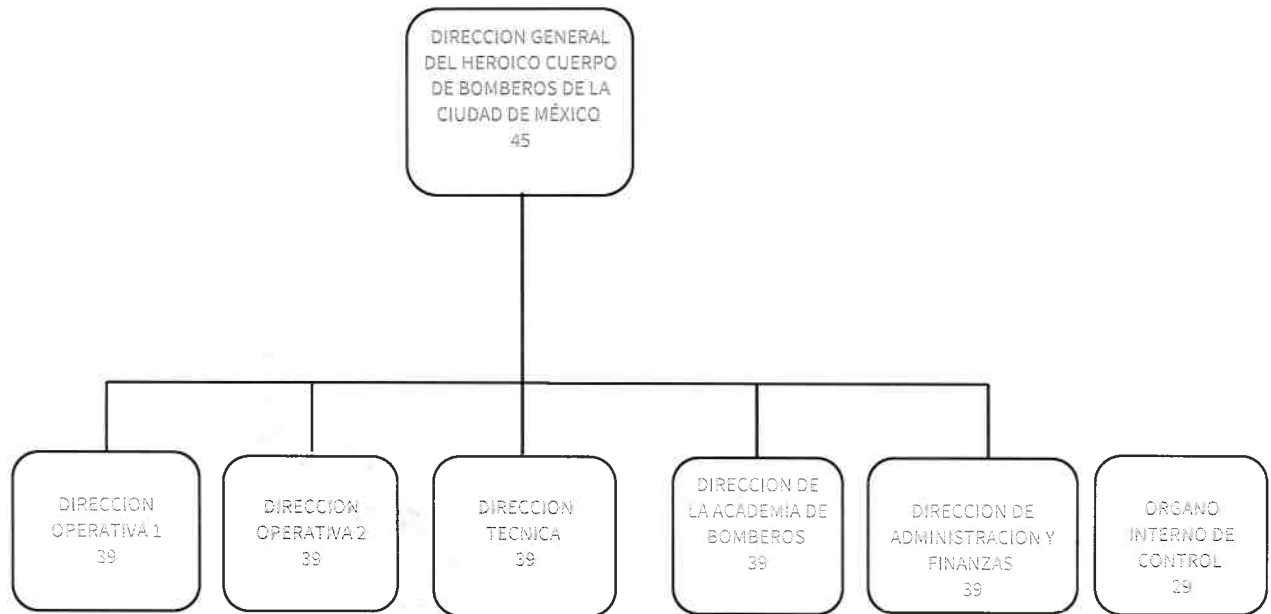 DIRECCION GENERAL
DEL HEROICO CUERPO
DE BOMBEROS DE LA
CIUDAD DE MÉXICO
45
DIRECCION
OPERATIVA 1
39
DIRECCIÓN
OPERATIVA 2
39
DIRECCION
TECNICA
39
DIRECCION DE
LA ACADEMIA DE
BOMBEROS
39
DIRECCION DE
ADMINISTRACION Y
FINANZAS
39
ORGANO
INTERNO DE
CONTROL
29